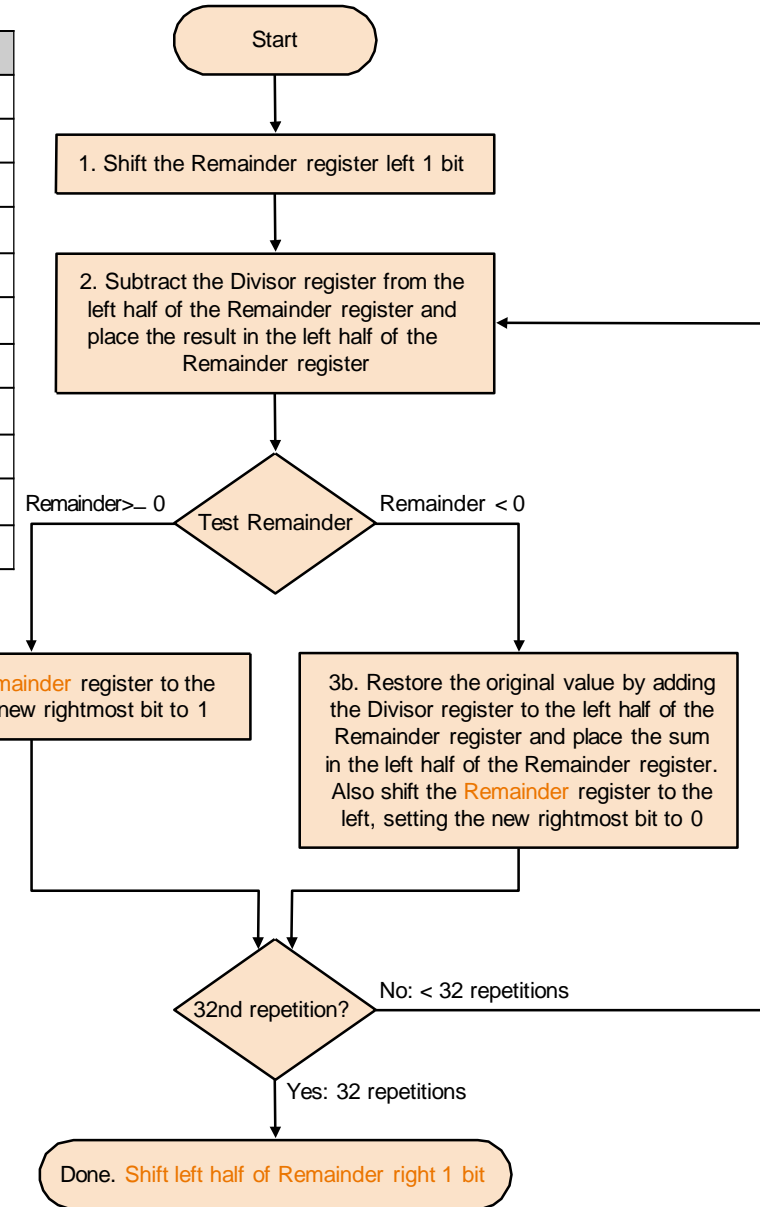 Start
1. Shift the Remainder register left 1 bit
2. Subtract the Divisor register from the
left half of the Remainder register and
place the result in the left half of the
Remainder register
Remainder>– 0
Test Remainder
Remainder < 0
mainder register to the
new rightmost bit to 1
3b. Restore the original value by adding
the Divisor register to the left half of the
Remainder register and place the sum
in the left half of the Remainder register.
Also shift the Remainder register to the
left, setting the new rightmost bit to 0
32nd repetition?
No: < 32 repetitions
Yes: 32 repetitions
Done. Shift left half of Remainder right 1 bit